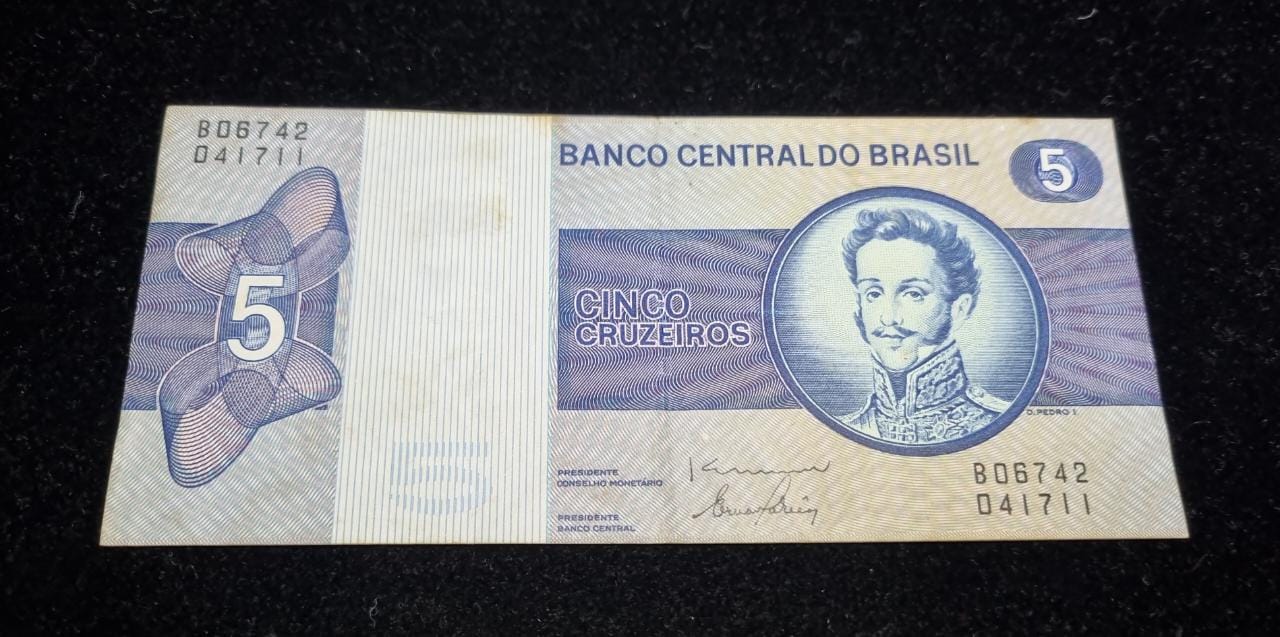 B06742
041711
BANCO CENTRAL DO BRASIL
5
5
CINCO
CRUZEIROS
D. PEDRO I
5
PRESIDENTE
CONSELHO MONETÁRIO
PRESIDENTE
BANCO CENTRAL
B06742
041711